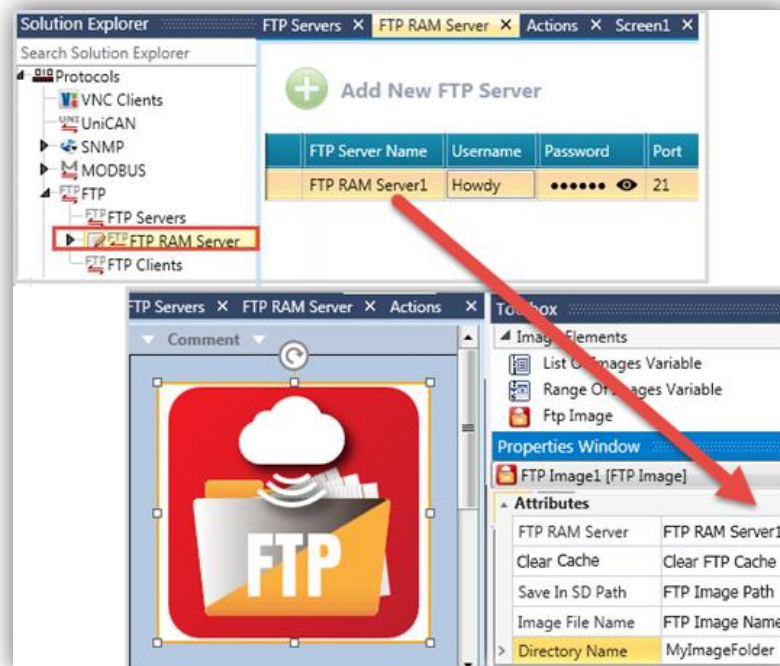 Solution Explorer
Search Solution Explorer
Protocols
VNC Clients
UNI UniCAN
SNMP
MODBUS
FTP FTP
FTP FTP Servers
FTP FTP RAM Server
FTP FTP Clients
FTP Servers × FTP RAM Server × Actions × Screen1 ×
Add New FTP Server
FTP Server Name Username Password Port
FTP RAM Server1 Howdy •••••• 21
FTP Servers × FTP RAM Server × Actions ×
Comment
FTP
Image Elements
List Of Images Variable
Range Of Images Variable
Ftp Image
Properties Window
FTP Image1 [FTP Image]
Attributes
FTP RAM Server FTP RAM Server1
Clear Cache Clear FTP Cache
Save In SD Path FTP Image Path
Image File Name FTP Image Name
Directory Name MyImageFolder